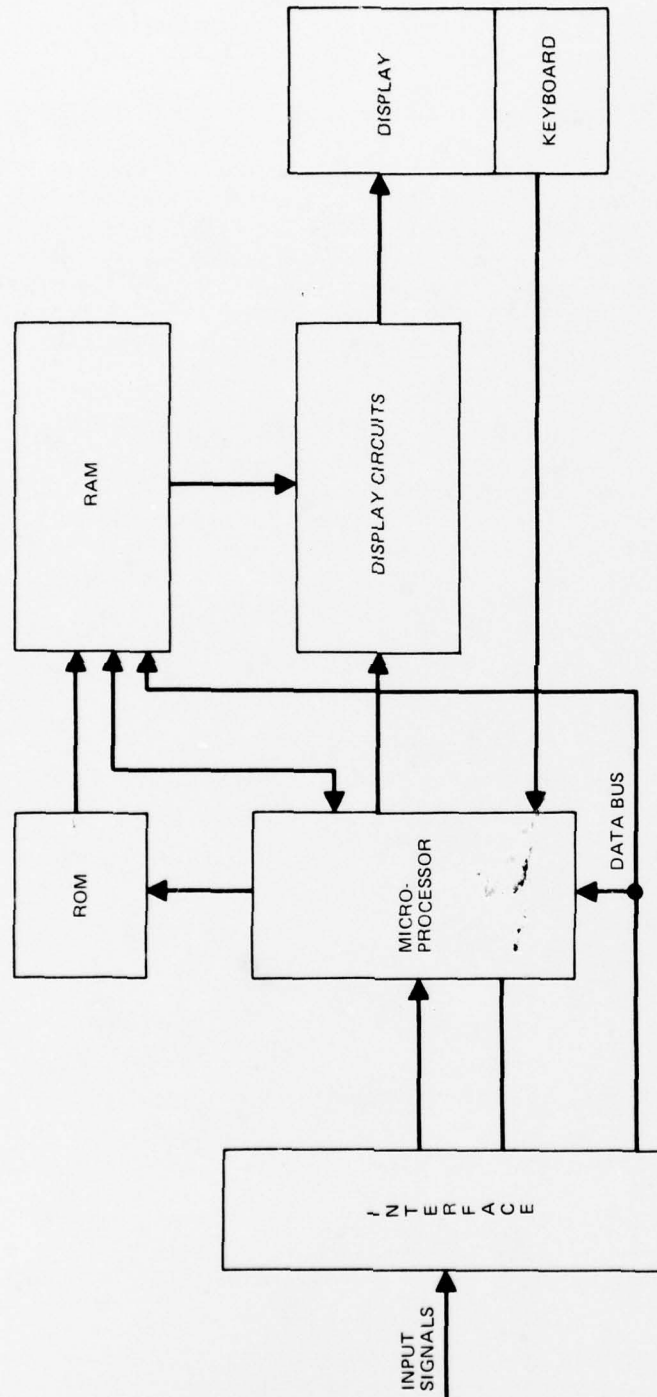 INPUT
SIGNALS
INTERFACE
ROM
MICRO-
PROCESSOR
DATA BUS
RAM
DISPLAY CIRCUITS
DISPLAY
KEYBOARD